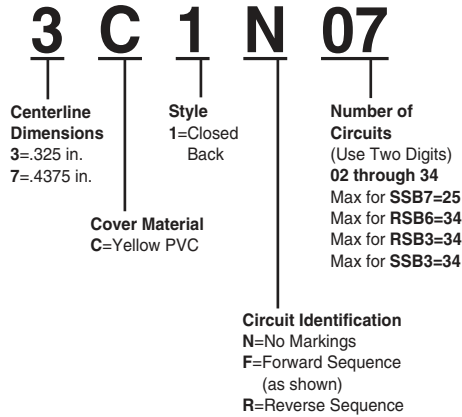 3 C 1 N 07
Centerline
Dimensions
3=.325 in.
7=.4375 in.
Cover Material
C=Yellow PVC
Style
1=Closed
Back
Circuit Identification
N=No Markings
F=Forward Sequence
(as shown)
R=Reverse Sequence
Number of
Circuits
(Use Two Digits)
02 through 34
Max for SSB7=25
Max for RSB6=34
Max for RSB3=34
Max for SSB3=34